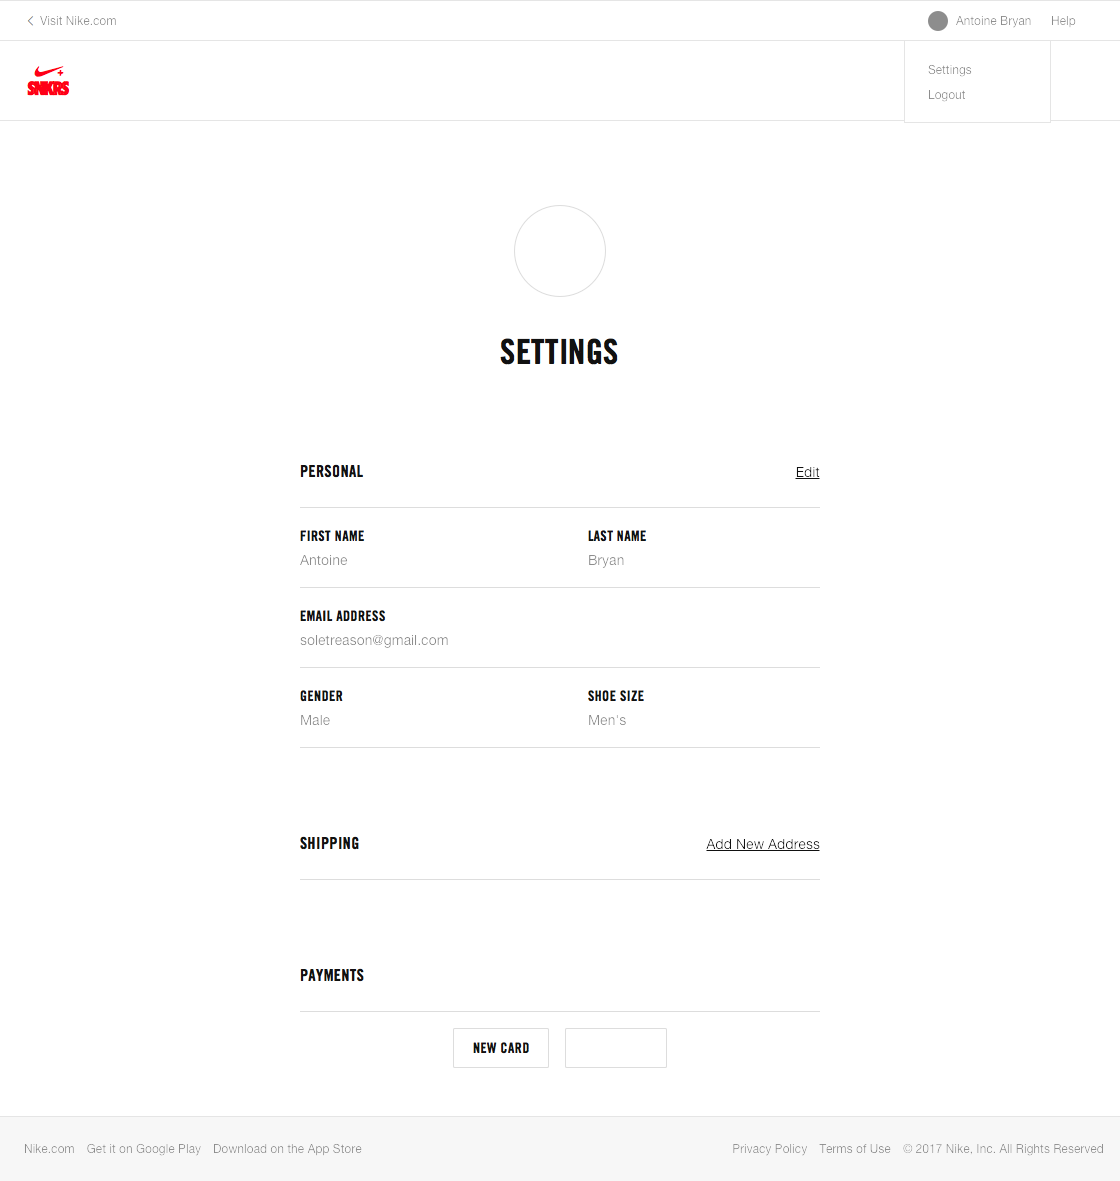 Visit Nike.com
Antoine Bryan Help
Settings
Logout
SNKRS
SETTINGS
PERSONAL Edit
FIRST NAME LAST NAME
Antoine Bryan
EMAIL ADDRESS
soletreason@gmail.com
GENDER SHOE SIZE
Male Men's
SHIPPING Add New Address
PAYMENTS
NEW CARD
Nike.com Get it on Google Play Download on the App Store Privacy Policy Terms of Use © 2017 Nike, Inc. All Rights Reserved